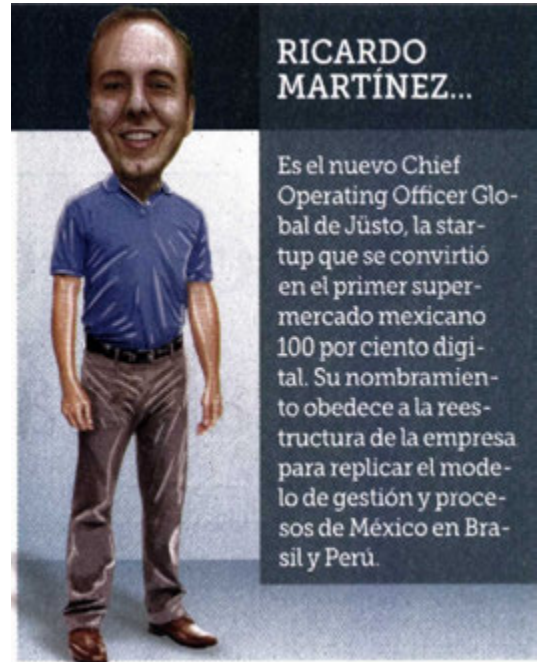 RICARDO
MARTÍNEZ...
Es el nuevo Chief
Operating Officer Glo-
bal de Jüsto, la star-
tup que se convirtió
en el primer super-
mercado mexicano
100 por ciento digi-
tal. Su nombramien-
to obedece a la rees-
tructura de la empresa
para replicar el mode-
lo de gestión y proce-
sos de México en Bra-
sil y Perú.